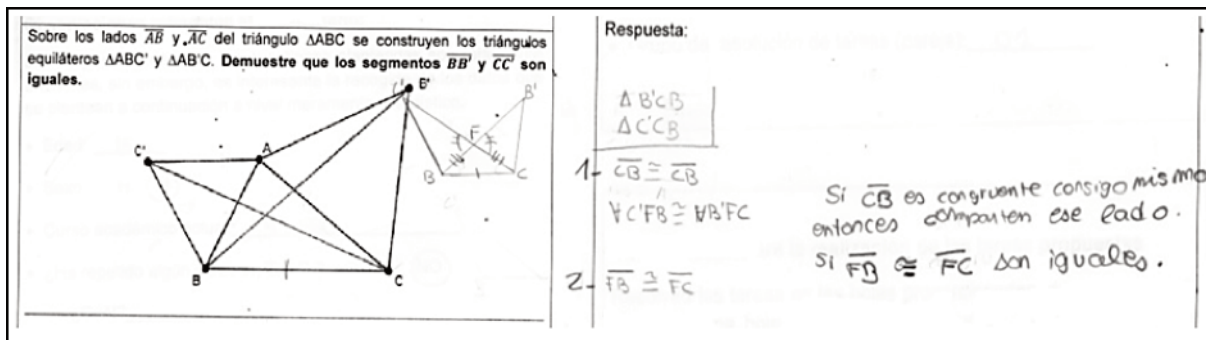 Sobre los lados AB y AC del triángulo ΔABC se construyen los triángulos
equiláteros ΔABC' y ΔAB'C. Demuestre que los segmentos BB' y CC' son
iguales.
B'
C'
B'
F
C'
A
B
C
B
C
Respuesta:
Δ B'CB
Δ C'CB
1- CB ≅ CB
∀C'FB ≅ ∀B'FC
2- FB ≅ FC
Si CB es congruente consigo mismo
entonces comparten ese lado.
si FB ≅ FC son iguales.